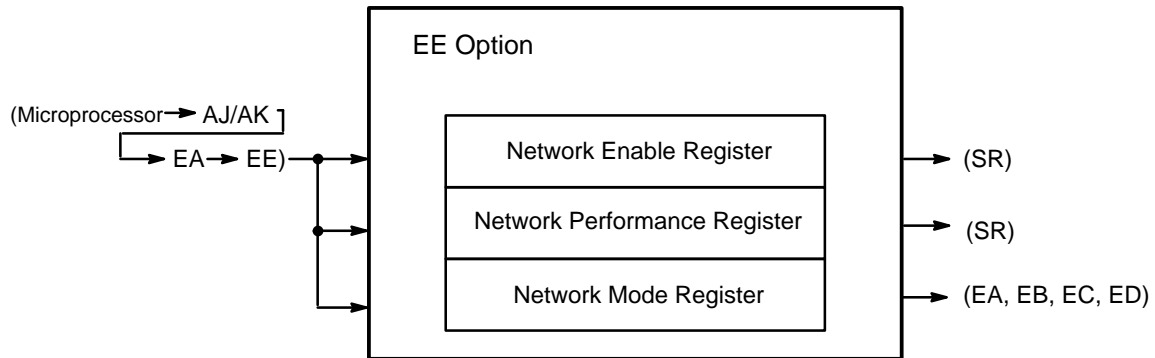 EE Option
(Microprocessor AJ/AK
EA EE)
Network Enable Register
(SR)
Network Performance Register
(SR)
Network Mode Register
(EA, EB, EC, ED)